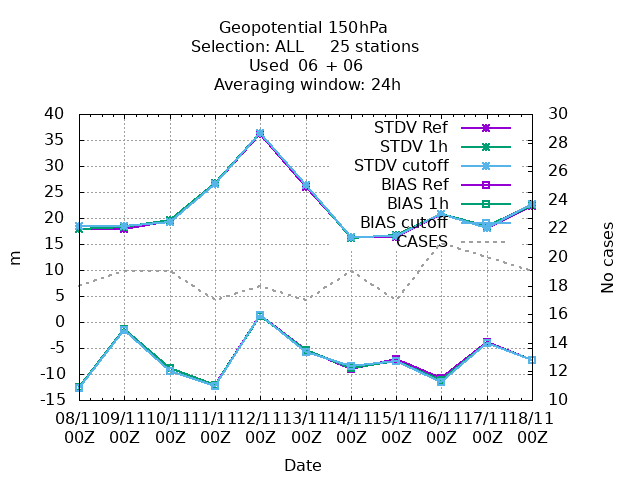 Geopotential 150hPa
Selection: ALL 25 stations
Used 06 + 06
Averaging window: 24h
40
35
30
25
20
15
10
5
0
-5
-10
-15
30
28
26
24
22
20
18
16
14
12
10
STDV Ref
STDV 1h
STDV cutoff
BIAS Ref
BIAS 1h
BIAS cutoff
CASES
m
No cases
08/11 09/11 10/11 11/11 12/11 13/11 14/11 15/11 16/11 17/11 18/11
00Z 00Z 00Z 00Z 00Z 00Z 00Z 00Z 00Z 00Z 00Z
Date